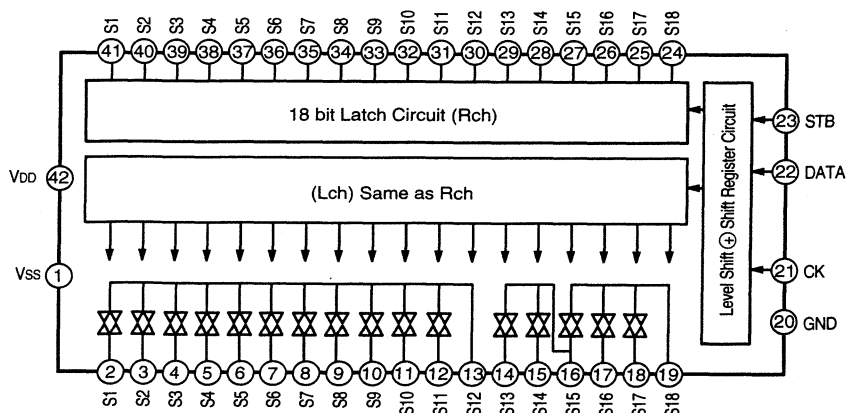 S1 S2 S3 S4 S5 S6 S7 S8 S9 S10 S11 S12 S13 S14 S15 S16 S17 S18
41 40 39 38 37 36 35 34 33 32 31 30 29 28 27 26 25 24
18 bit Latch Circuit (Rch)
Level Shift + Shift Register Circuit
23 STB
VDD 42
(Lch) Same as Rch
22 DATA
VSS 1
21 CK
20 GND
2 3 4 5 6 7 8 9 10 11 12 13 14 15 16 17 18 19
S1 S2 S3 S4 S5 S6 S7 S8 S9 S10 S11 S12 S13 S14 S15 S16 S17 S18